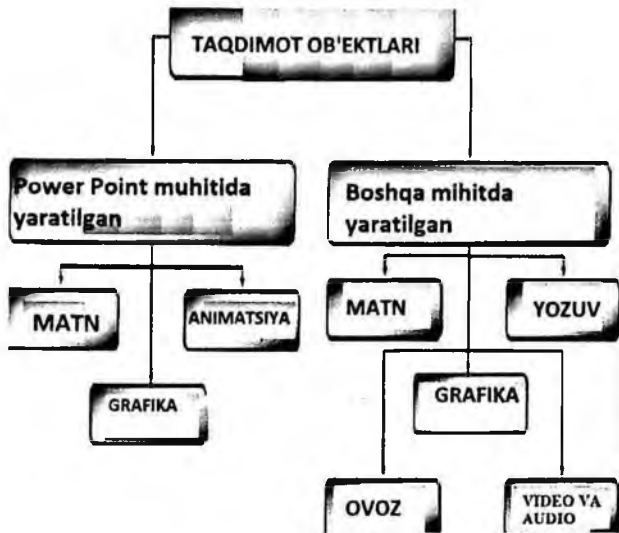 TAQDIMOT OB'EKTLARI
Power Point muhitida
yaratilgan
Boshqa mihitda
yaratilgan
MATN
ANIMATSIYA
MATN
YOZUV
GRAFIKA
GRAFIKA
OVOZ
VIDEO VA
AUDIO